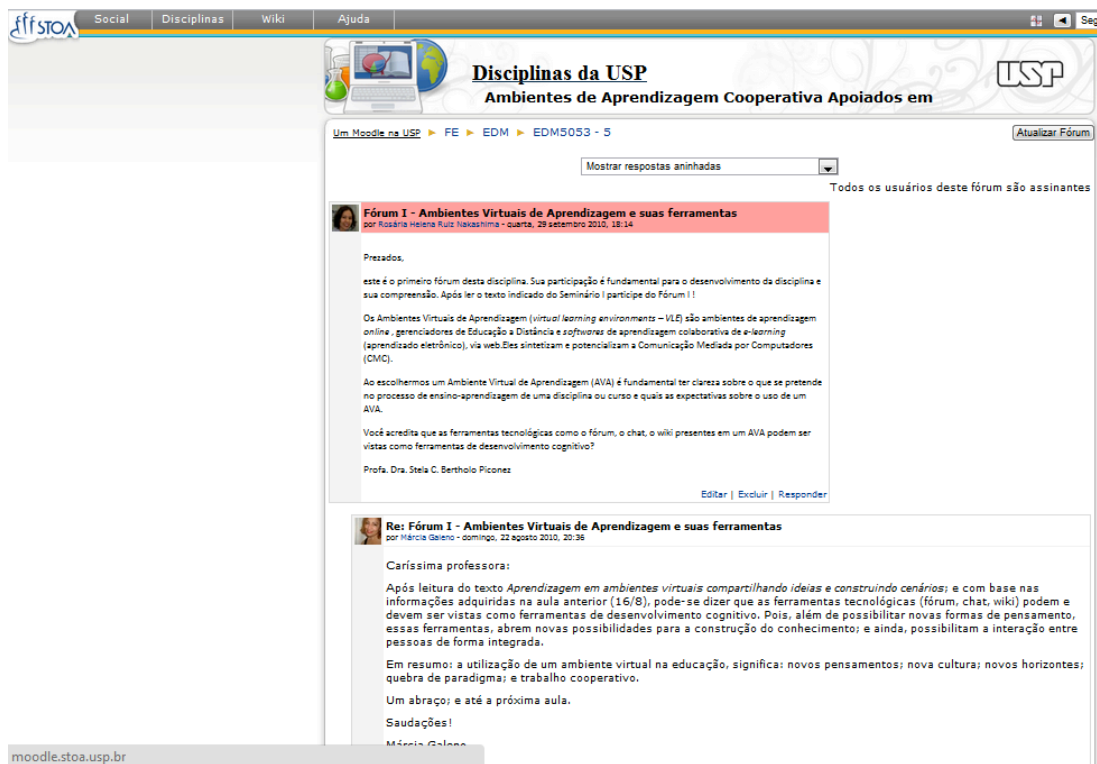 STOA Social Disciplinas Wiki Ajuda Seg
Disciplinas da USP
Ambientes de Aprendizagem Cooperativa Apoiados em
USP
Um Moodle na USP ► FE ► EDM ► EDM5053 - 5
Atualizar Fórum
Mostrar respostas aninhadas
Todos os usuários deste fórum são assinantes
Fórum I - Ambientes Virtuais de Aprendizagem e suas ferramentas
por Rosária Helena Ruiz Nakashima - quarta, 29 setembro 2010, 18:14
Prezados,
este é o primeiro fórum desta disciplina. Sua participação é fundamental para o desenvolvimento da disciplina e
sua compreensão. Após ler o texto indicado do Seminário I participe do Fórum I !
Os Ambientes Virtuais de Aprendizagem (virtual learning environments – VLE) são ambientes de aprendizagem
online , gerenciadores de Educação a Distância e softwares de aprendizagem colaborativa de e-learning
(aprendizado eletrônico), via web.Eles sintetizam e potencializam a Comunicação Mediada por Computadores
(CMC).
Ao escolhermos um Ambiente Virtual de Aprendizagem (AVA) é fundamental ter clareza sobre o que se pretende
no processo de ensino-aprendizagem de uma disciplina ou curso e quais as expectativas sobre o uso de um
AVA.
Você acredita que as ferramentas tecnológicas como o fórum, o chat, o wiki presentes em um AVA podem ser
vistas como ferramentas de desenvolvimento cognitivo?
Profa. Dra. Stela C. Bertholo Piconez
Editar | Excluir | Responder
Re: Fórum I - Ambientes Virtuais de Aprendizagem e suas ferramentas
por Márcia Galeno - domingo, 22 agosto 2010, 20:36
Caríssima professora:
Após leitura do texto Aprendizagem em ambientes virtuais compartilhando ideias e construindo cenários; e com base nas
informações adquiridas na aula anterior (16/8), pode-se dizer que as ferramentas tecnológicas (fórum, chat, wiki) podem e
devem ser vistas como ferramentas de desenvolvimento cognitivo. Pois, além de possibilitar novas formas de pensamento,
essas ferramentas, abrem novas possibilidades para a construção do conhecimento; e ainda, possibilitam a interação entre
pessoas de forma integrada.
Em resumo: a utilização de um ambiente virtual na educação, significa: novos pensamentos; nova cultura; novos horizontes;
quebra de paradigma; e trabalho cooperativo.
Um abraço; e até a próxima aula.
Saudações!
Márcia Galeno
moodle.stoa.usp.br